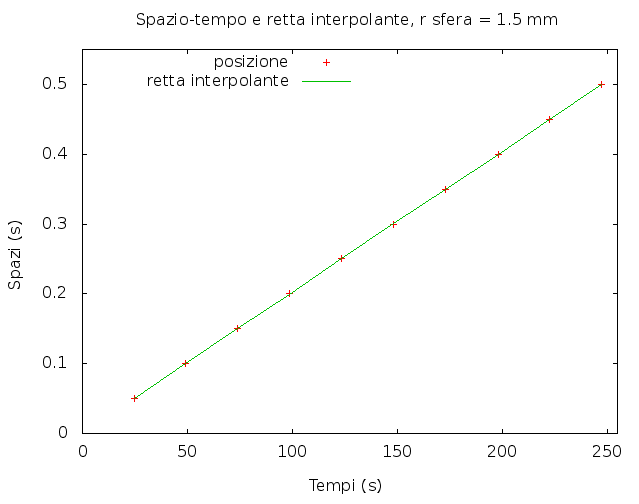 Spazio-tempo e retta interpolante, r sfera = 1.5 mm
posizione
retta interpolante
0.5
0.4
0.3
0.2
0.1
0
Spazi (s)
0 50 100 150 200 250
Tempi (s)